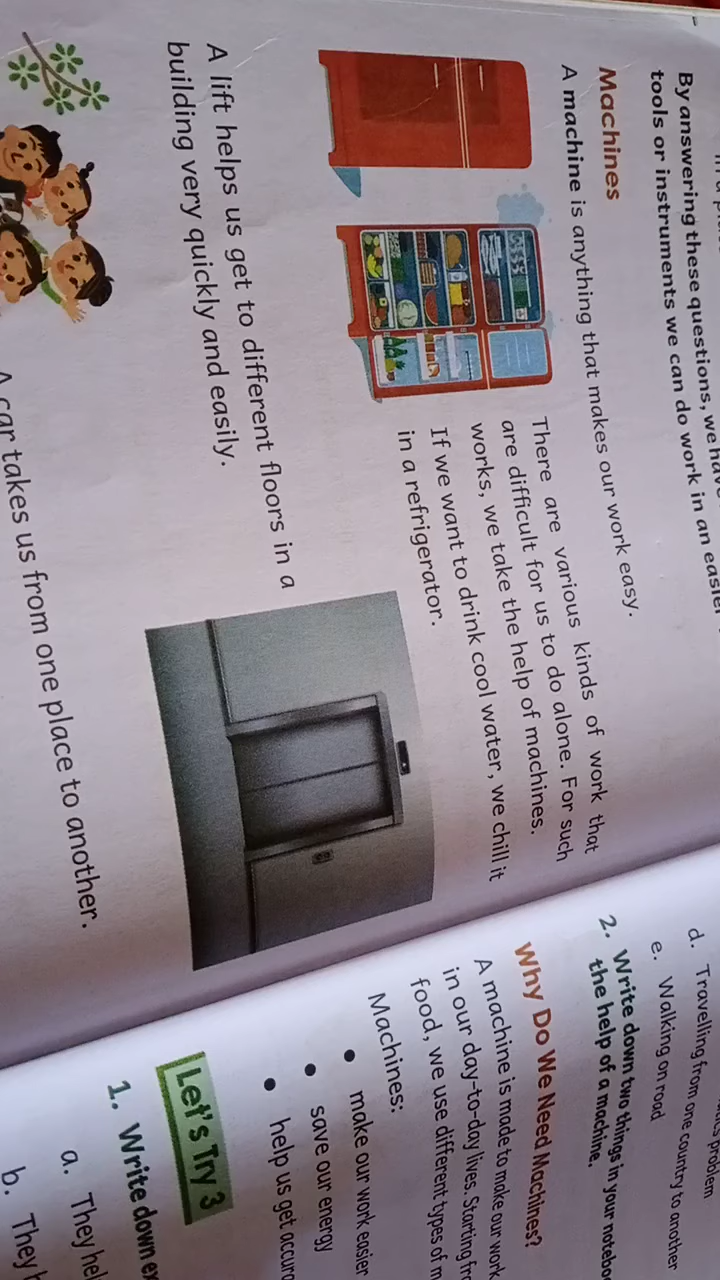 By answering these questions, we
tools or instruments we can do work in an easier
Machines
A machine is anything that makes our work easy.
There are various kinds of work that
are difficult for us to do alone. For such
works, we take the help of machines.
If we want to drink cool water, we chill it
in a refrigerator.
A lift helps us get to different floors in a
building very quickly and easily.
A car takes us from one place to another.
problem
d. Travelling from one country to another
e. Walking on road
2. Write down two things in your
the help of a machine.
Why Do We Need Machines?
A machine is made to make our work
in our day-to-day lives. Starting
food, we use different types of
Machines:
• make our work easier
• save our energy
• help us get
Let's Try 3
1. Write down
a. They
b. They